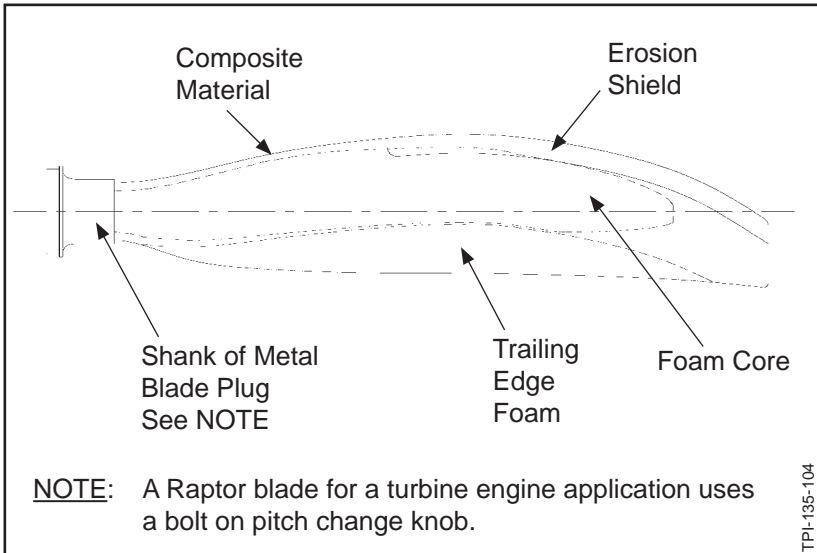 Composite
Material
Erosion
Shield
Shank of Metal
Blade Plug
See NOTE
Trailing
Edge
Foam
Foam Core
NOTE: A Raptor blade for a turbine engine application uses
a bolt on pitch change knob.
TPI-135-104